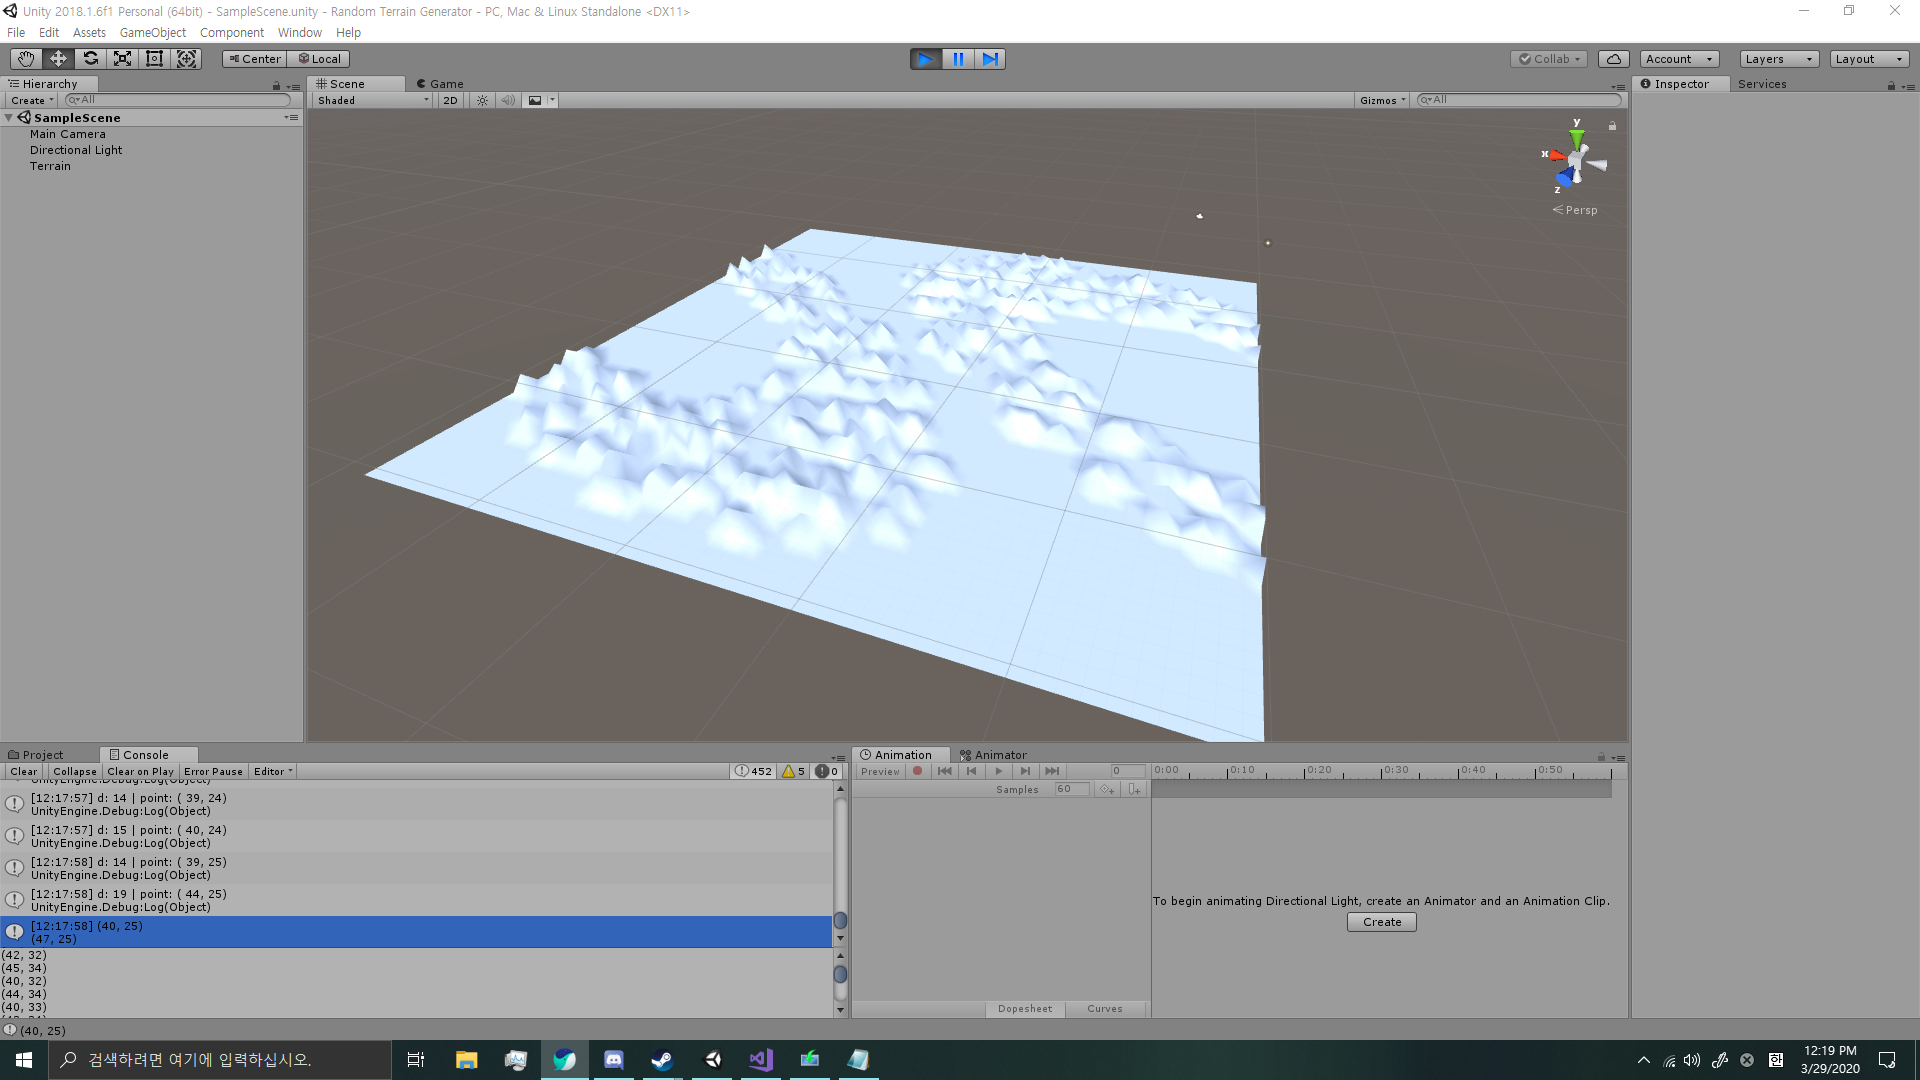 Unity 2018.1.6f1 Personal (64bit) - SampleScene.unity - Random Terrain Generator - PC, Mac & Linux Standalone <DX11>
File Edit Assets GameObject Component Window Help
Center Local Collab Account Layers Layout
Hierarchy Scene Game Inspector Services
Create All Shaded 2D Gizmos All
SampleScene
Main Camera
Directional Light
Terrain
y
x
z
Persp
Project Console Animation Animator
Clear Collapse Clear on Play Error Pause Editor 452 5 0 Preview 0 0:00 0:10 0:20 0:30 0:40 0:50
Samples 60
UnityEngine.Debug:Log(Object)
[12:17:57] d: 14 | point: ( 39, 24)
UnityEngine.Debug:Log(Object)
[12:17:57] d: 15 | point: ( 40, 24)
UnityEngine.Debug:Log(Object)
[12:17:58] d: 14 | point: ( 39, 25)
UnityEngine.Debug:Log(Object)
[12:17:58] d: 19 | point: ( 44, 25)
UnityEngine.Debug:Log(Object)
[12:17:58] (40, 25)
(47, 25)
(42, 32)
(45, 34)
(40, 32)
(44, 34)
(40, 33)
To begin animating Directional Light, create an Animator and an Animation Clip.
Create
Dopesheet Curves
(40, 25)
검색하려면 여기에 입력하십시오.
한
12:19 PM
3/29/2020